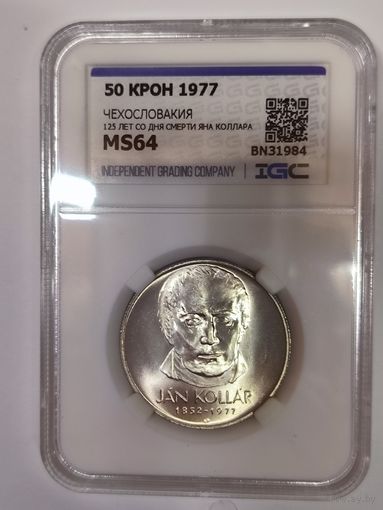 50 КРОН 1977
ЧЕХОСЛОВАКИЯ
125 ЛЕТ СО ДНЯ СМЕРТИ ЯНА КОЛЛАРА
MS64
BN31984
INDEPENDENT GRADING COMPANY
IGC
JÁN KOLLÁR
1852-1977